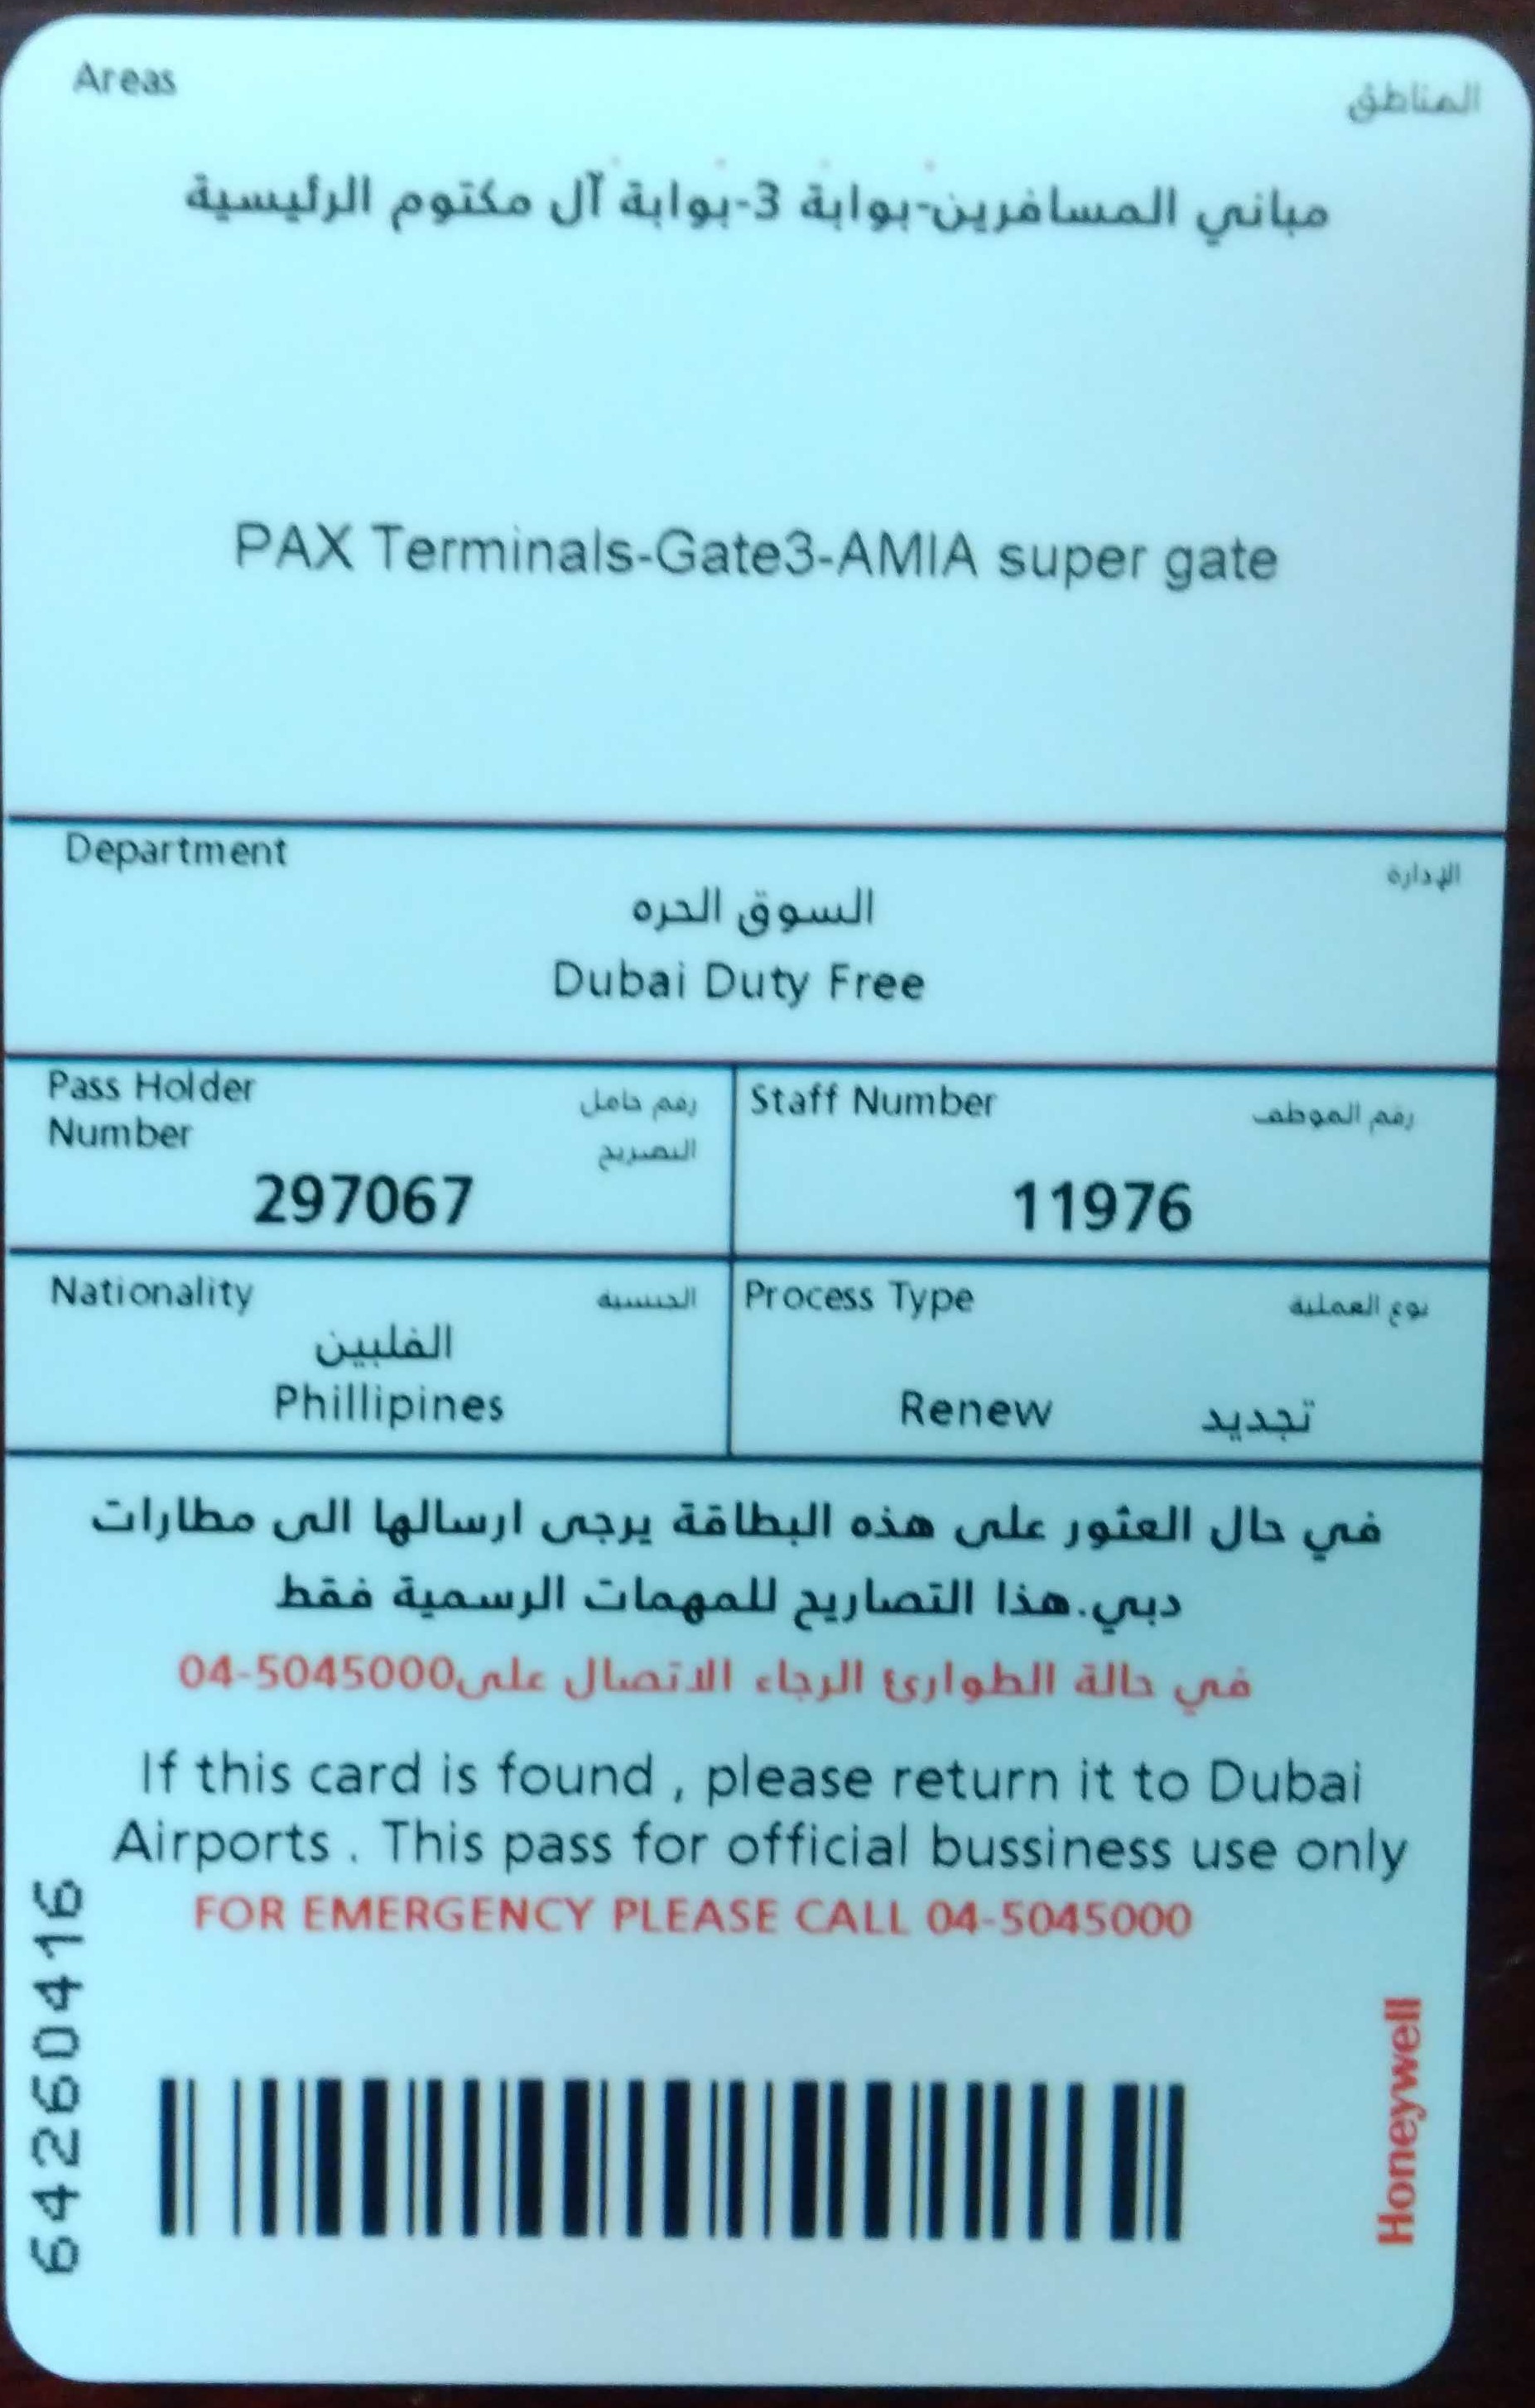 Areas
المناطق
مباني المسافرين-بوابة 3-بوابة آل مكتوم الرئيسية
PAX Terminals-Gate3-AMIA super gate
Department
الإدارة
السوق الحره
Dubai Duty Free
Pass Holder
Number
رقم حامل
التصريح
297067
Staff Number
رقم الموظف
11976
Nationality
الجنسية
الفلبين
Phillipines
Process Type
نوع العملية
Renew تجديد
في حال العثور على هذه البطاقة يرجى ارسالها الى مطارات
دبي.هذا التصاريح للمهمات الرسمية فقط
في حالة الطوارئ الرجاء الاتصال على04-5045000
If this card is found , please return it to Dubai
Airports . This pass for official bussiness use only
FOR EMERGENCY PLEASE CALL 04-5045000
64260416
Honeywell